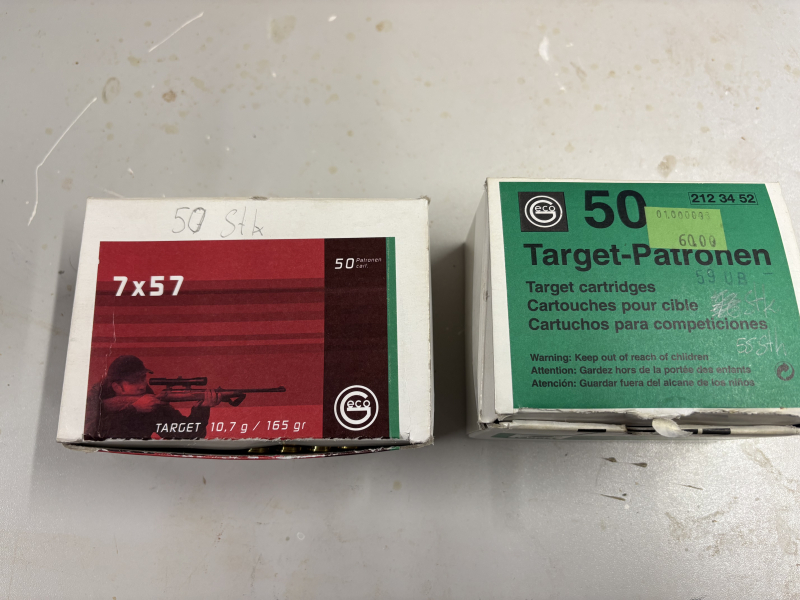 50 Stk
7x57
50 Patronen
cart.
Geco
TARGET 10,7 g / 165 gr
Geco
50
212 34 52
60.00
Target-Patronen
Target cartridges
Cartouches pour cible
Cartuchos para competiciones
Warning: Keep out of reach of children
Attention: Gardez hors de la portée des enfants
Atención: Guardar fuera del alcane de los niños